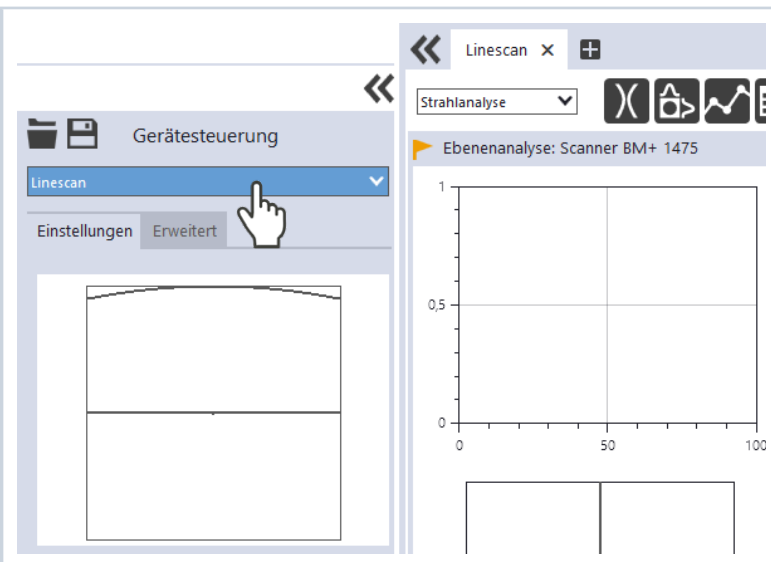 Linescan
Strahlanalyse
Gerätesteuerung
Ebenenanalyse: Scanner BM+ 1475
Linescan
Einstellungen
Erweitert
1
0,5
0
0
50
100